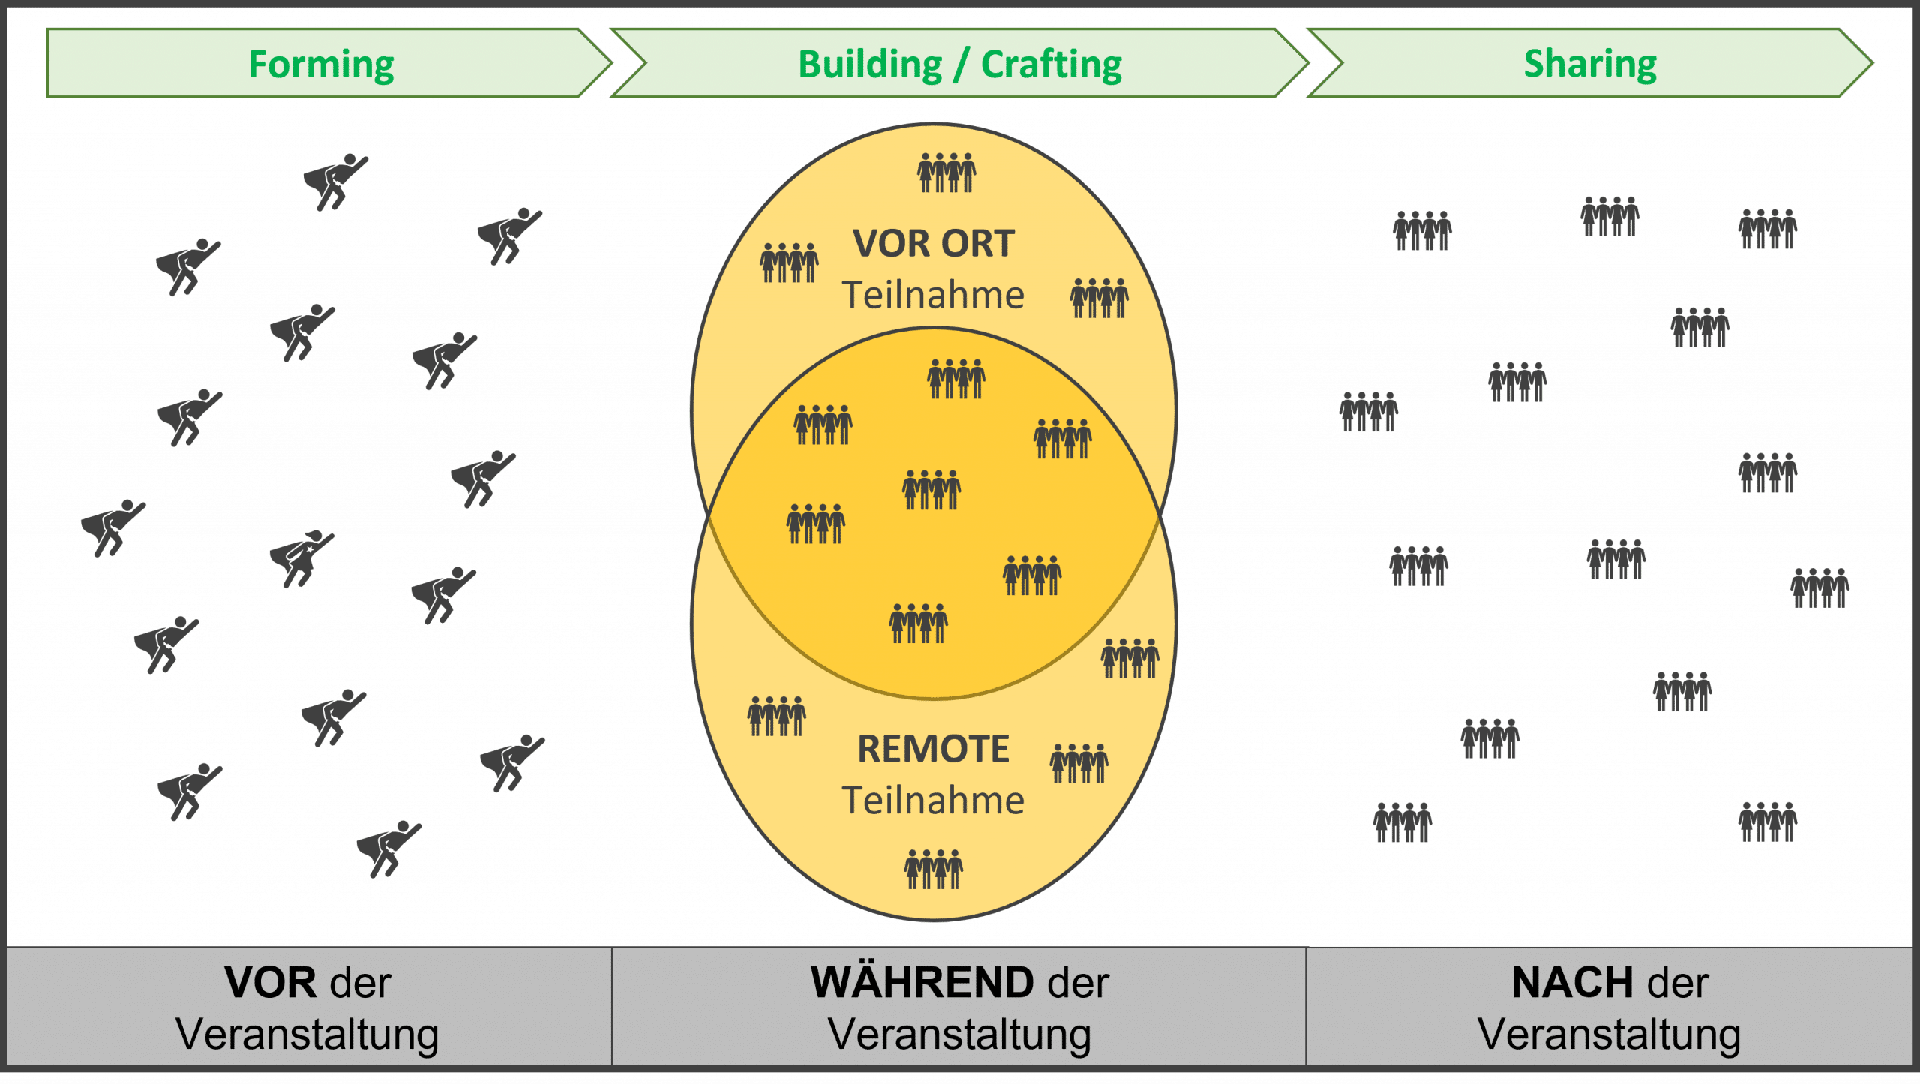 Forming
Building / Crafting
Sharing
VOR ORT
Teilnahme
REMOTE
Teilnahme
VOR der
Veranstaltung
WÄHREND der
Veranstaltung
NACH der
Veranstaltung